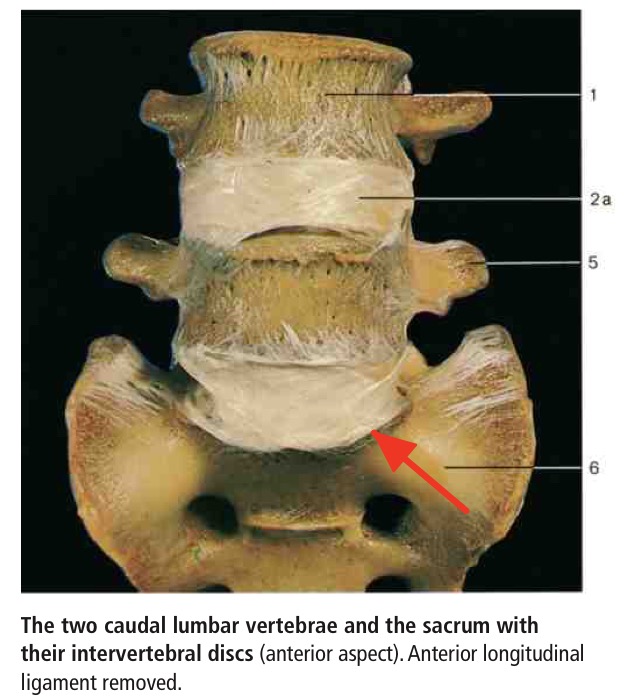 1
2a
5
6
The two caudal lumbar vertebrae and the sacrum with
their intervertebral discs (anterior aspect). Anterior longitudinal
ligament removed.